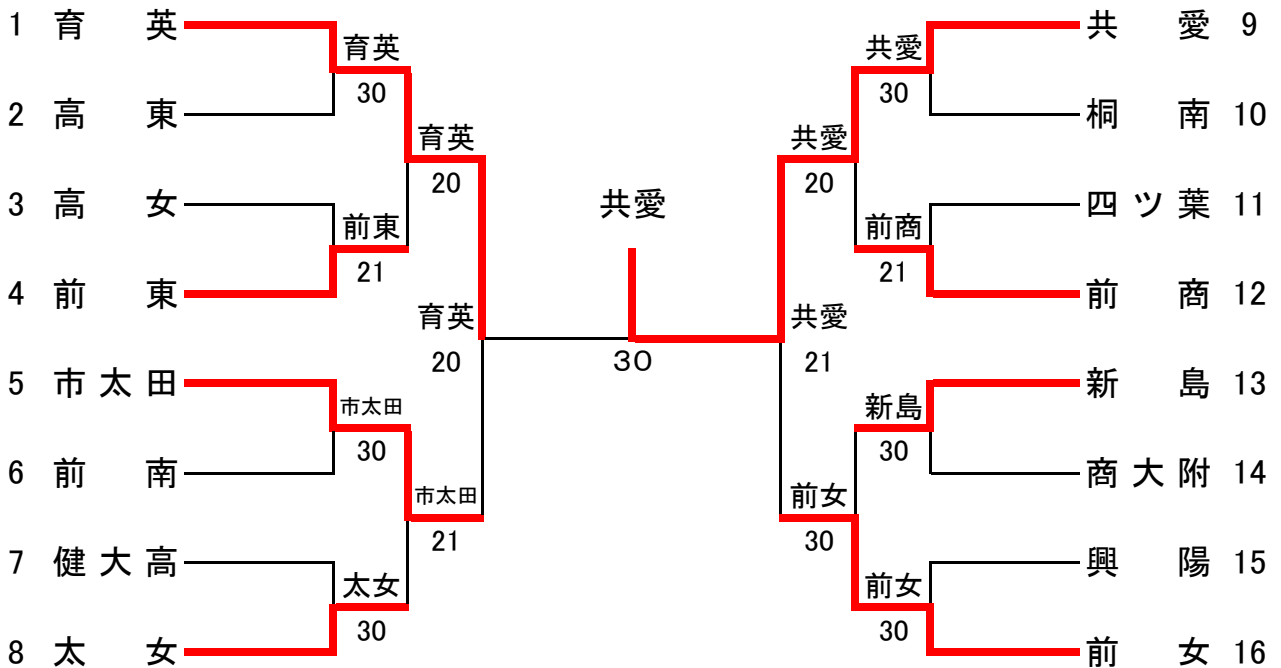 1 育 英
育英
30
2 高 東
育英
20
3 高 女
前東
21
4 前 東
育英
20
5 市太田
市太田
30
6 前 南
市太田
21
7 健大高
太女
30
8 太 女
共愛
30
共 愛 9
共愛
30
桐 南 10
共愛
20
四ツ葉 11
前商
21
前 商 12
共愛
21
新 島 13
新島
30
商大附 14
前女
30
興 陽 15
前女
30
前 女 16